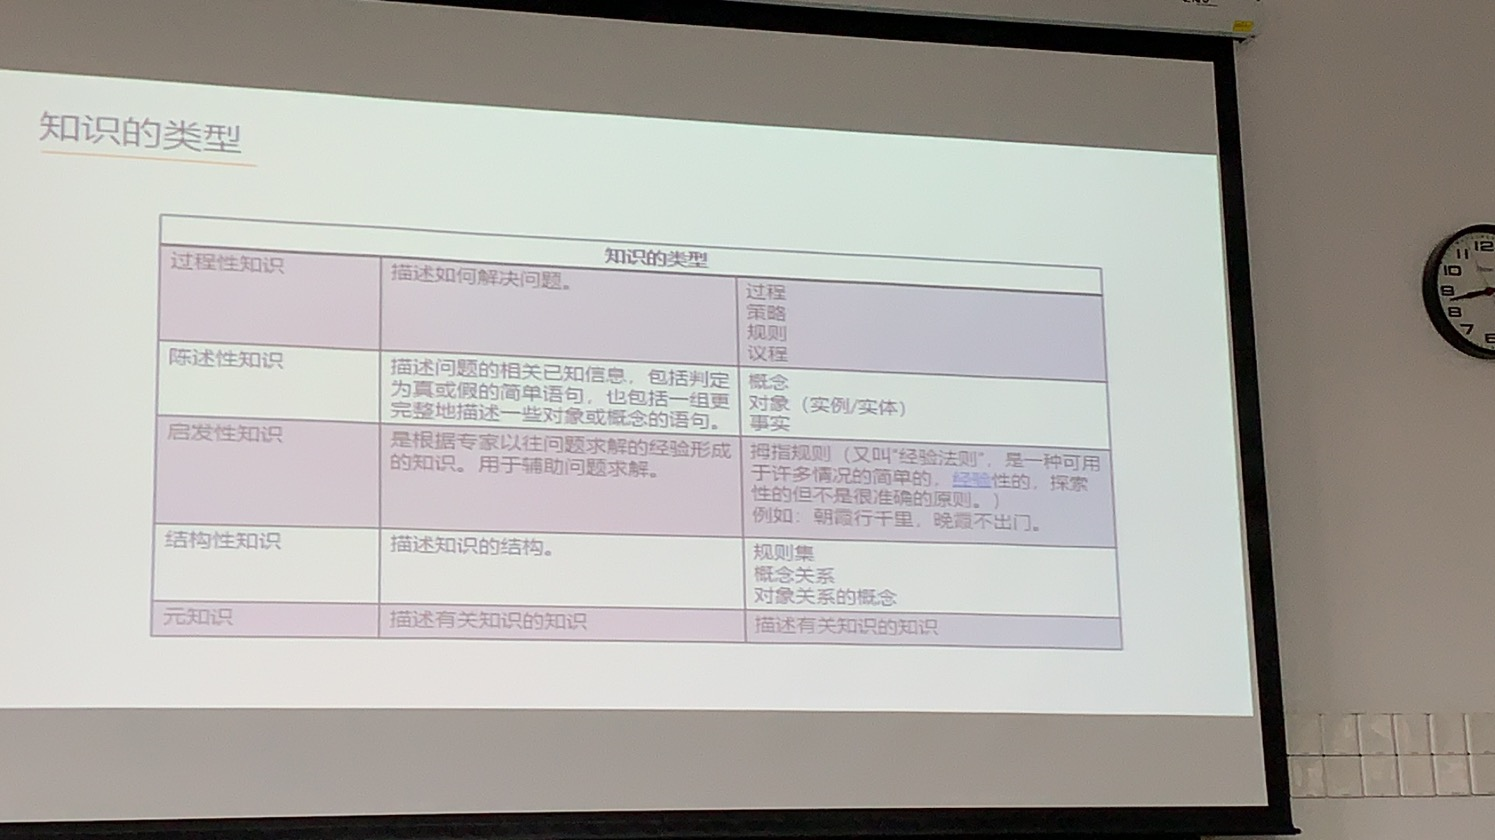 知识的类型
知识的类型
过程性知识
描述如何解决问题。
过程
策略
规则
议程
陈述性知识
描述问题的相关已知信息，包括判定
为真或假的简单语句，也包括一组更
完整地描述一些对象或概念的语句。
概念
对象（实例/实体）
事实
启发性知识
是根据专家以往问题求解的经验形成
的知识。用于辅助问题求解。
拇指规则（又叫“经验法则”，是一种可用
于许多情况的简单的，经验性的，探索
性的但不是很准确的原则。）
例如：朝霞行千里，晚霞不出门。
结构性知识
描述知识的结构。
规则集
概念关系
对象关系的概念
元知识
描述有关知识的知识
描述有关知识的知识
12
11
10
9
8
7
6